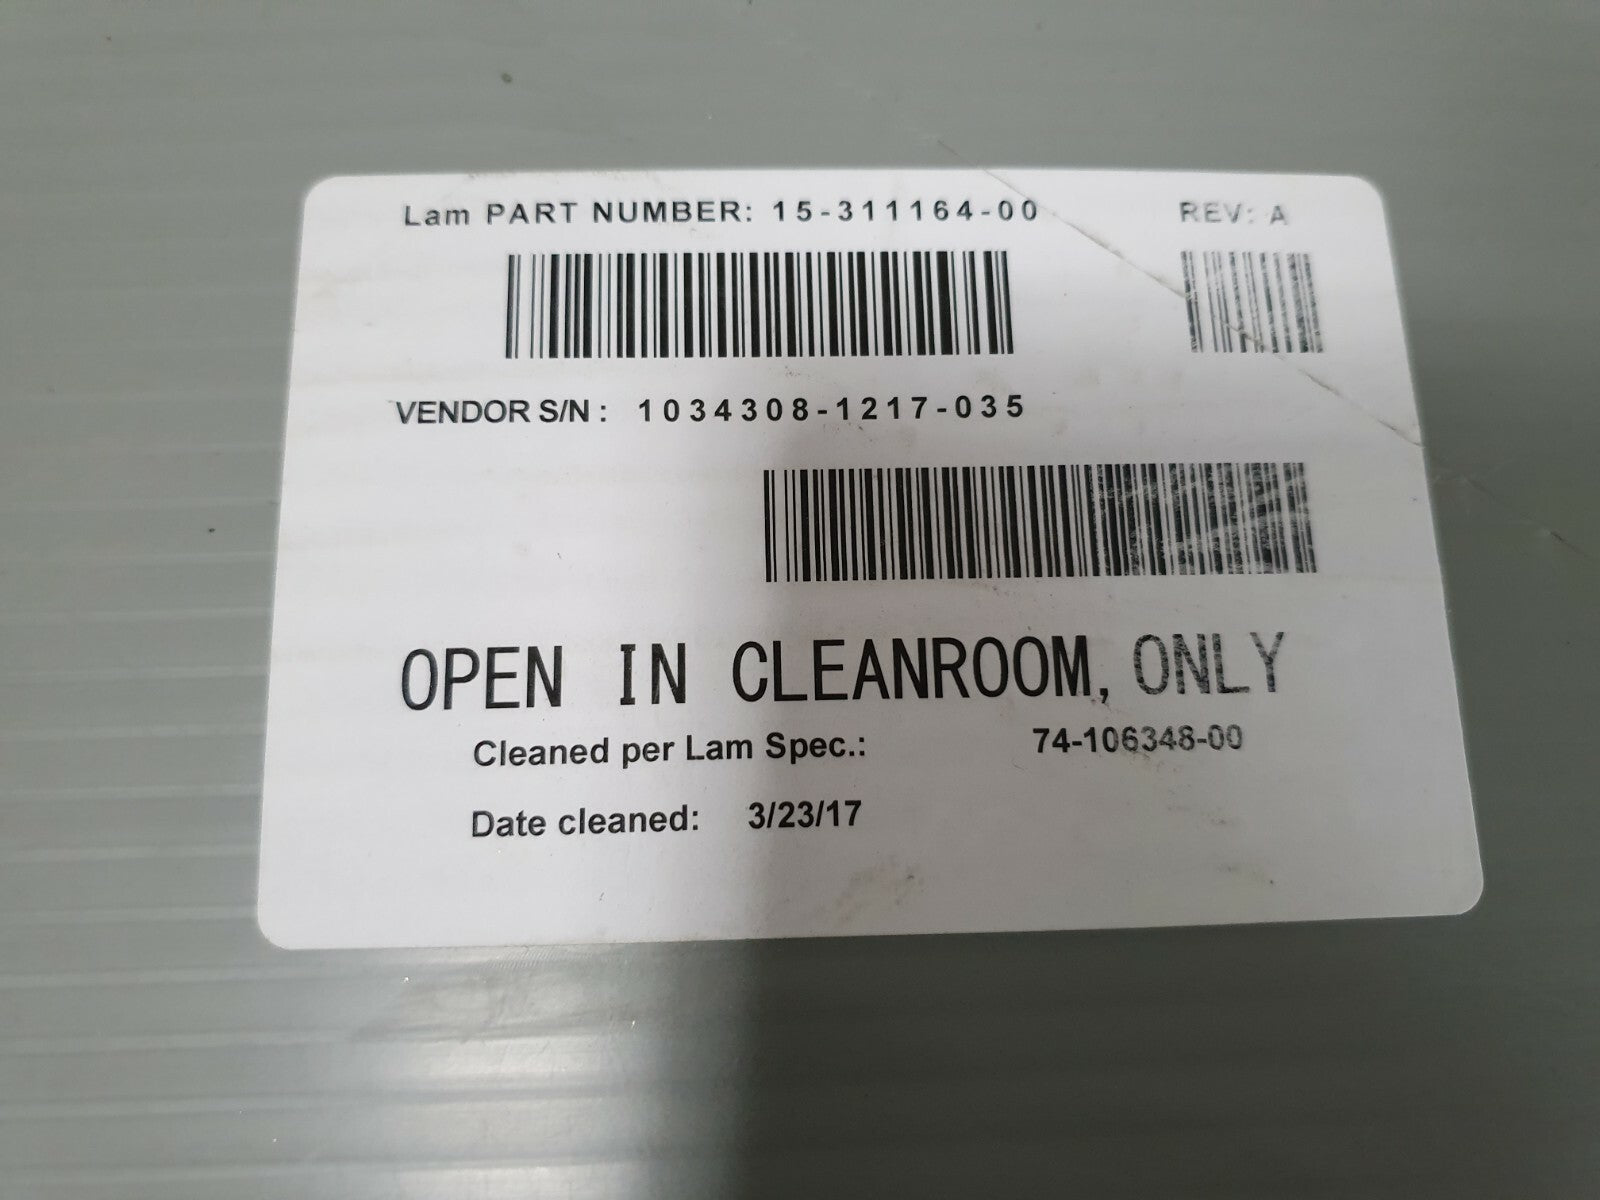 Lam PART NUMBER: 15-311164-00 REV: A
VENDOR S/N: 1034308-1217-035
OPEN IN CLEANROOM, ONLY
Cleaned per Lam Spec.: 74-106348-00
Date cleaned: 3/23/17